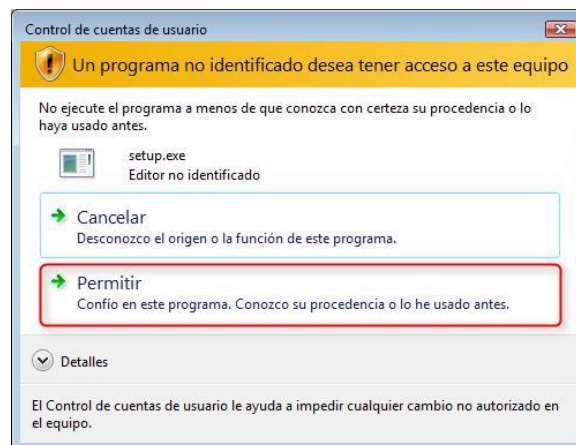 Control de cuentas de usuario
Un programa no identificado desea tener acceso a este equipo
No ejecute el programa a menos de que conozca con certeza su procedencia o lo
haya usado antes.
setup.exe
Editor no identificado
Cancelar
Desconozco el origen o la función de este programa.
Permitir
Confío en este programa. Conozco su procedencia o lo he usado antes.
Detalles
El Control de cuentas de usuario le ayuda a impedir cualquier cambio no autorizado en
el equipo.